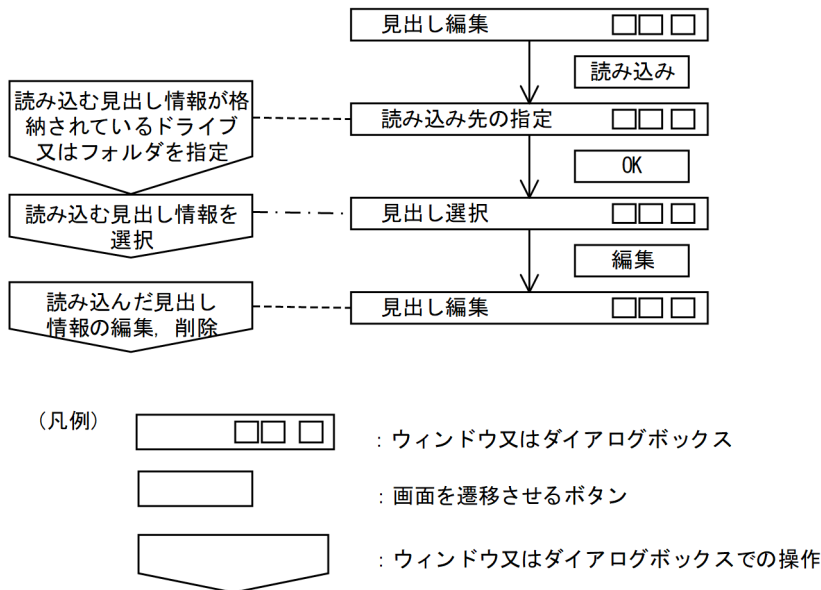 見出し編集
読み込み
読み込む見出し情報が格
納されているドライブ
又はフォルダを指定
読み込み先の指定
OK
読み込む見出し情報を
選択
見出し選択
編集
読み込んだ見出し
情報の編集，削除
見出し編集
（凡例）
：ウィンドウ又はダイアログボックス
：画面を遷移させるボタン
：ウィンドウ又はダイアログボックスでの操作